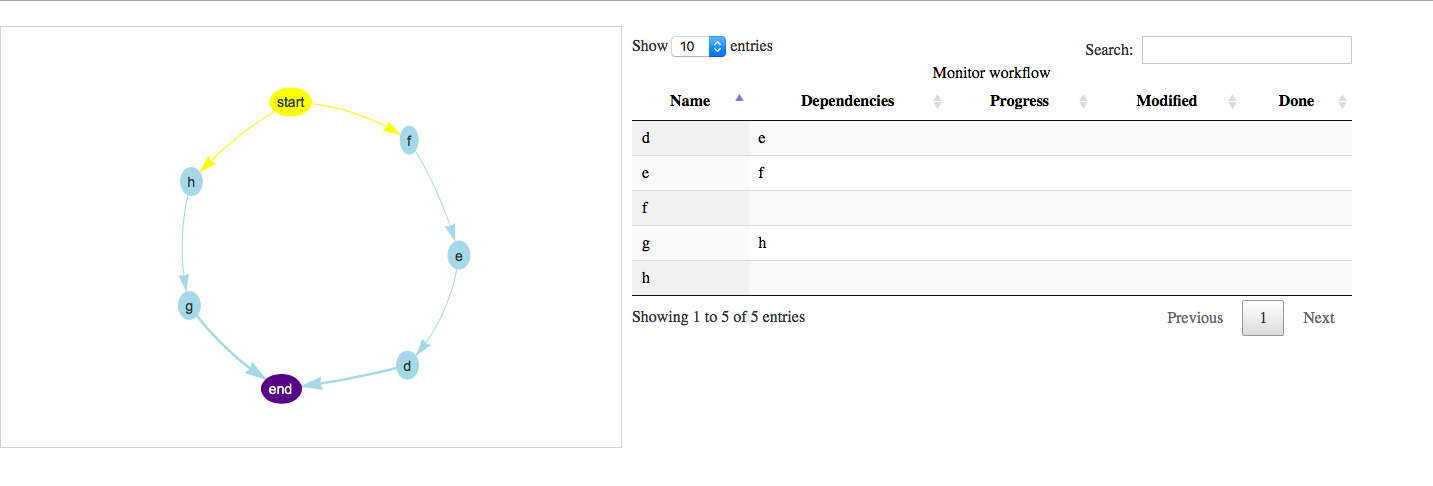 start
f
h
e
g
d
end
Show 10 entries
Search:
Monitor workflow
Name Dependencies Progress Modified Done
d e
e f
f
g h
h
Showing 1 to 5 of 5 entries
Previous 1 Next